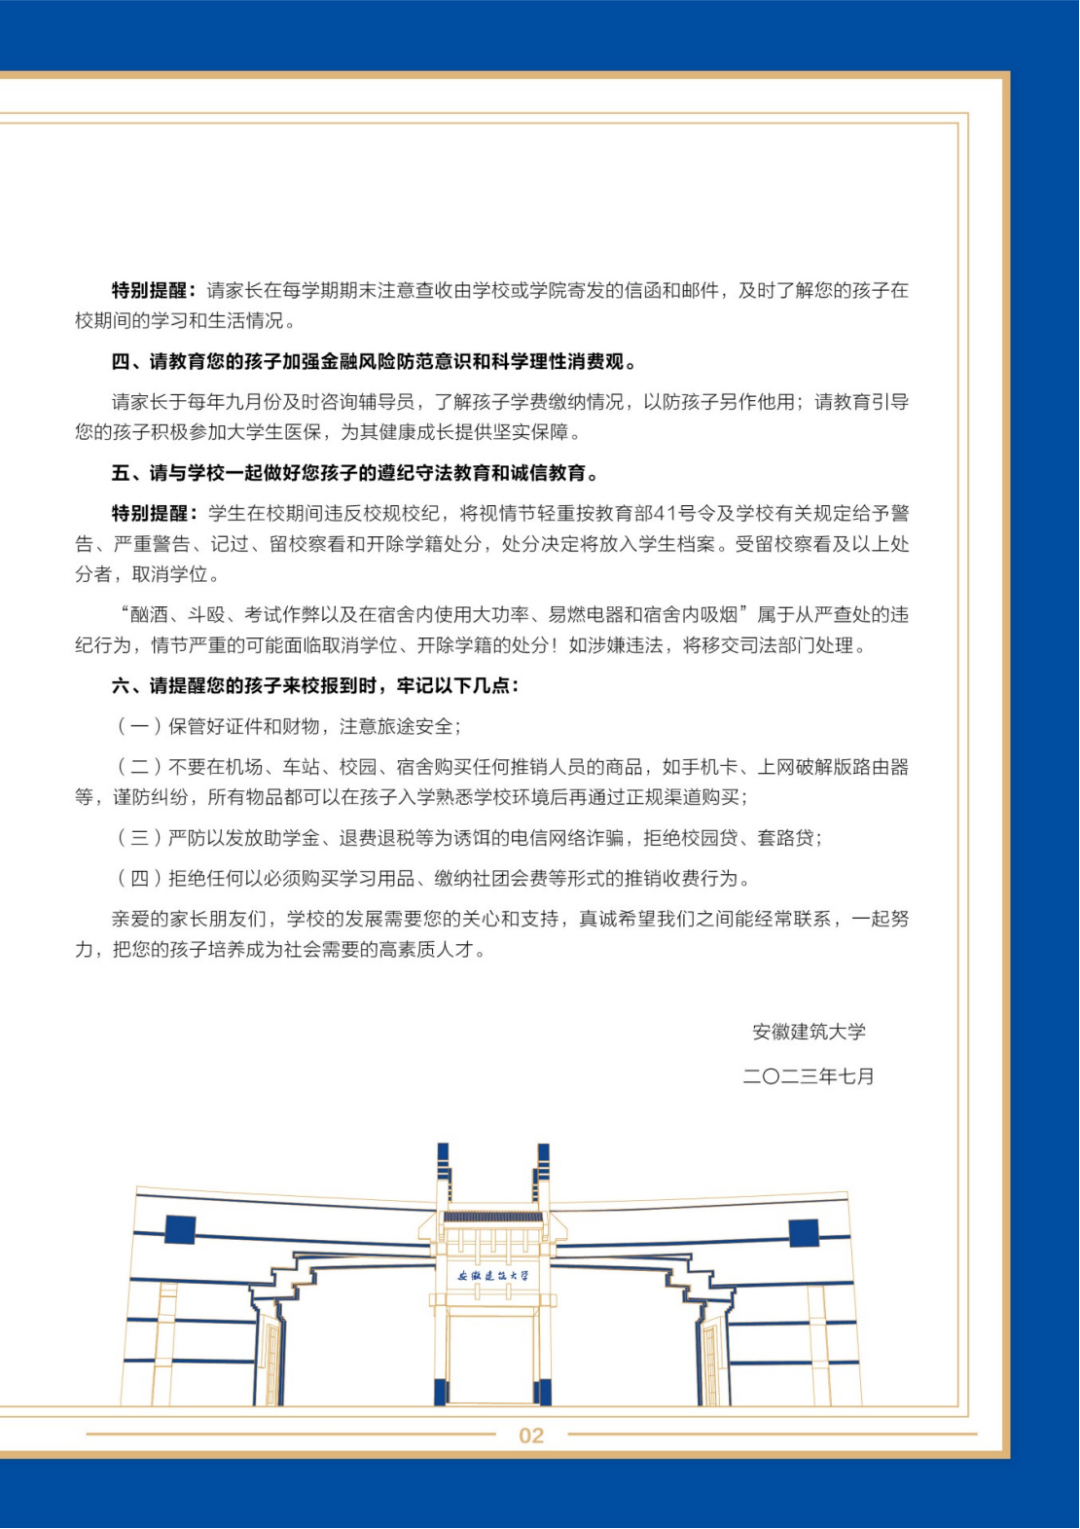 特别提醒：请家长在每学期期末注意查收由学校或学院寄发的信函和邮件，及时了解您的孩子在
校期间的学习和生活情况。
四、请教育您的孩子加强金融风险防范意识和科学理性消费观。
请家长于每年九月份及时咨询辅导员，了解孩子学费缴纳情况，以防孩子另作他用；请教育引导
您的孩子积极参加大学生医保，为其健康成长提供坚实保障。
五、请与学校一起做好您孩子的遵纪守法教育和诚信教育。
特别提醒：学生在校期间违反校规校纪，将视情节轻重按教育部41号令及学校有关规定给予警
告、严重警告、记过、留校察看和开除学籍处分，处分决定将放入学生档案。受留校察看及以上处
分者，取消学位。
“酗酒、斗殴、考试作弊以及在宿舍内使用大功率、易燃电器和宿舍内吸烟”属于从严查处的违
纪行为，情节严重的可能面临取消学位、开除学籍的处分！如涉嫌违法，将移交司法部门处理。
六、请提醒您的孩子来校报到时，牢记以下几点：
（一）保管好证件和财物，注意旅途安全；
（二）不要在机场、车站、校园、宿舍购买任何推销人员的商品，如手机卡、上网破解版路由器
等，谨防纠纷，所有物品都可以在孩子入学熟悉学校环境后再通过正规渠道购买；
（三）严防以发放助学金、退费退税等为诱饵的电信网络诈骗，拒绝校园贷、套路贷；
（四）拒绝任何以必须购买学习用品、缴纳社团会费等形式的推销收费行为。
亲爱的家长朋友们，学校的发展需要您的关心和支持，真诚希望我们之间能经常联系，一起努
力，把您的孩子培养成为社会需要的高素质人才。
安徽建筑大学
二〇二三年七月
安徽建筑大学
02